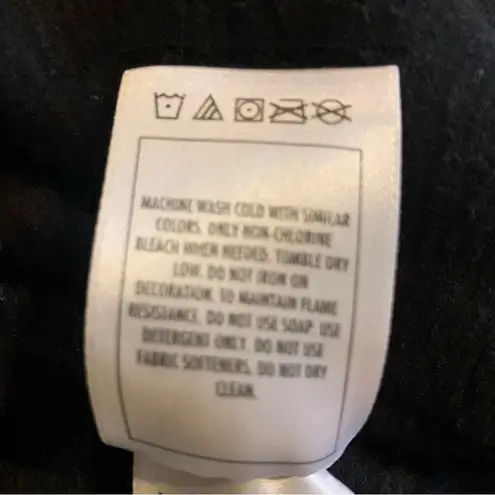 MACHINE WASH COLD WITH SIMILAR
COLORS. ONLY NON-CHLORINE
BLEACH WHEN NEEDED. TUMBLE DRY
LOW. DO NOT IRON ON
DECORATION. TO MAINTAIN FLAME
RESISTANCE. DO NOT USE SOAP. USE
DETERGENT ONLY. DO NOT USE
FABRIC SOFTENERS. DO NOT DRY
CLEAN.